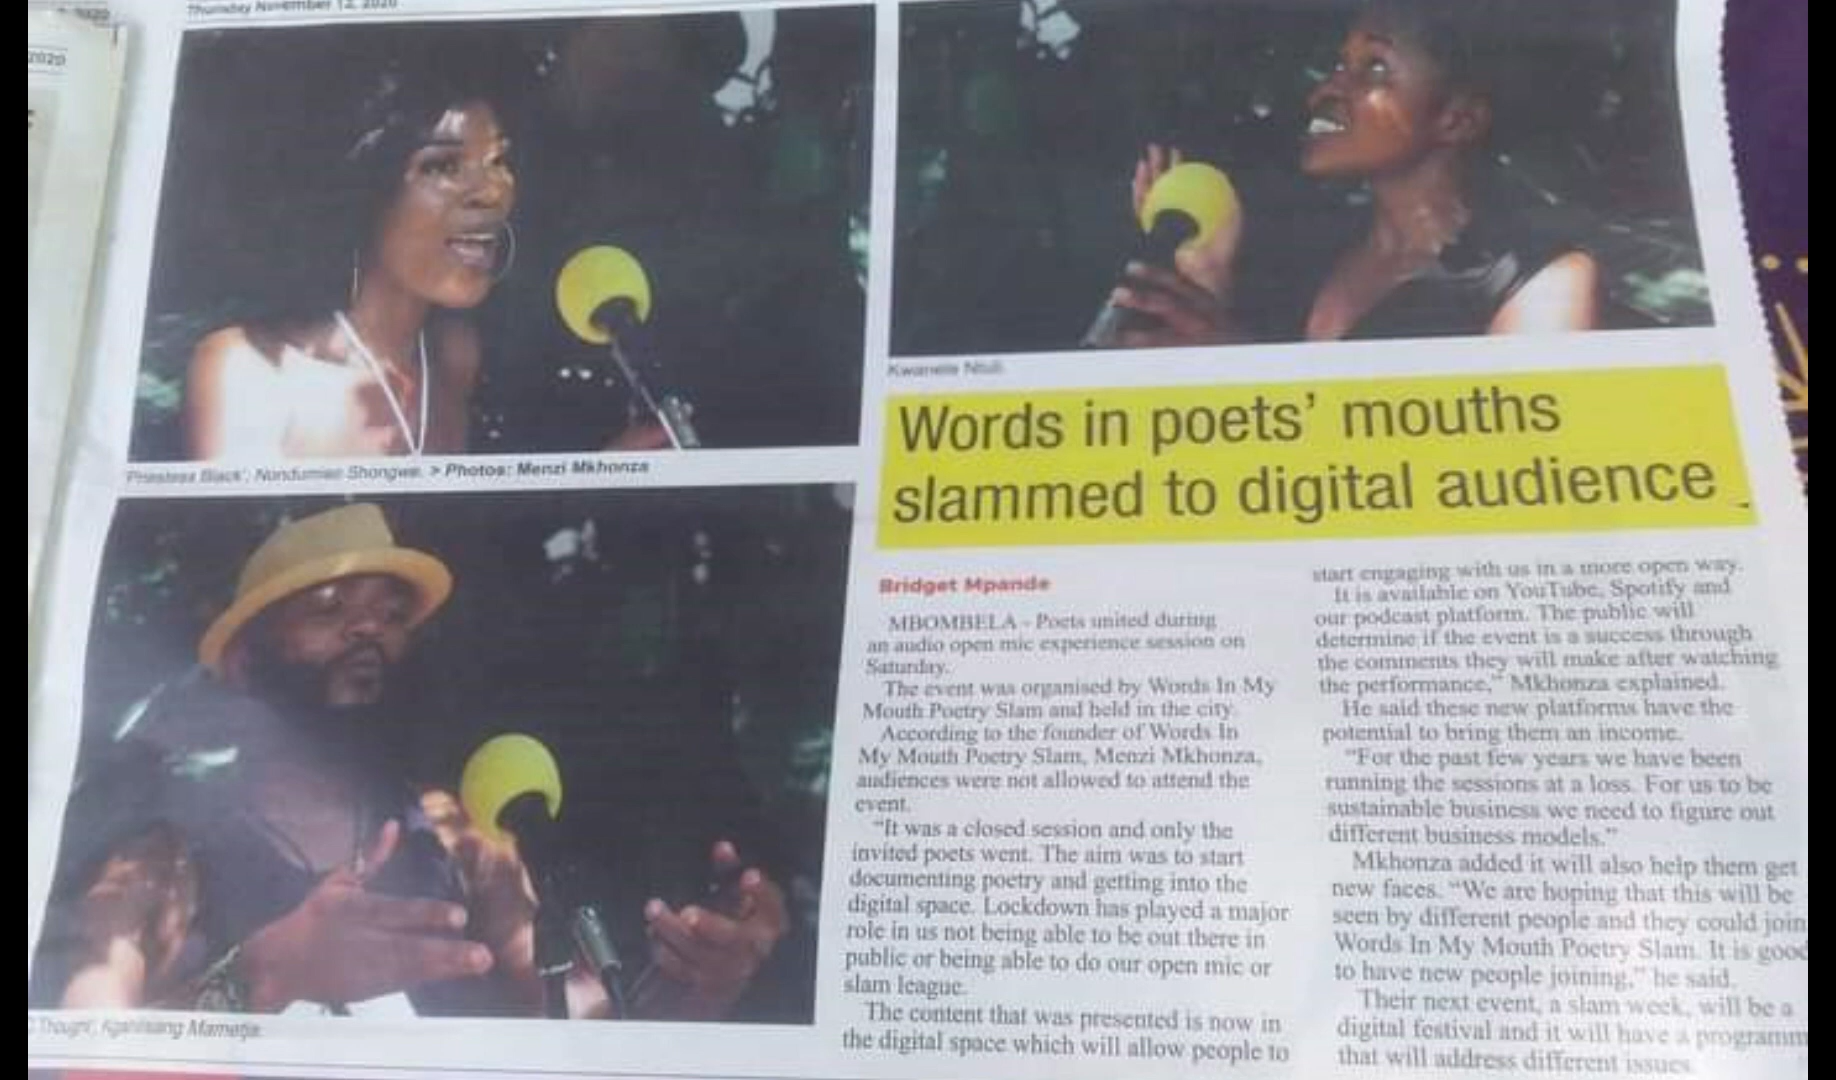 2020
2020
Thursday November 12, 2020
'Priestess Black', Nondumiso Shongwe. > Photos: Menzi Mkhonza
Kwanele Ntuli.
Thought', Kgahlisang Mametja.
Words in poets' mouths
slammed to digital audience
Bridget Mpande
MBOMBELA - Poets united during
an audio open mic experience session on
Saturday.
The event was organised by Words In My
Mouth Poetry Slam and held in the city.
According to the founder of Words In
My Mouth Poetry Slam, Menzi Mkhonza,
audiences were not allowed to attend the
event.
"It was a closed session and only the
invited poets went. The aim was to start
documenting poetry and getting into the
digital space. Lockdown has played a major
role in us not being able to be out there in
public or being able to do our open mic or
slam league.
The content that was presented is now in
the digital space which will allow people to
start engaging with us in a more open way.
It is available on YouTube, Spotify and
our podcast platform. The public will
determine if the event is a success through
the comments they will make after watching
the performance," Mkhonza explained.
He said these new platforms have the
potential to bring them an income.
"For the past few years we have been
running the sessions at a loss. For us to be
sustainable business we need to figure out
different business models."
Mkhonza added it will also help them get
new faces. "We are hoping that this will be
seen by different people and they could join
Words In My Mouth Poetry Slam. It is good
to have new people joining," he said.
Their next event, a slam week, will be a
digital festival and it will have a programm
that will address different issues.